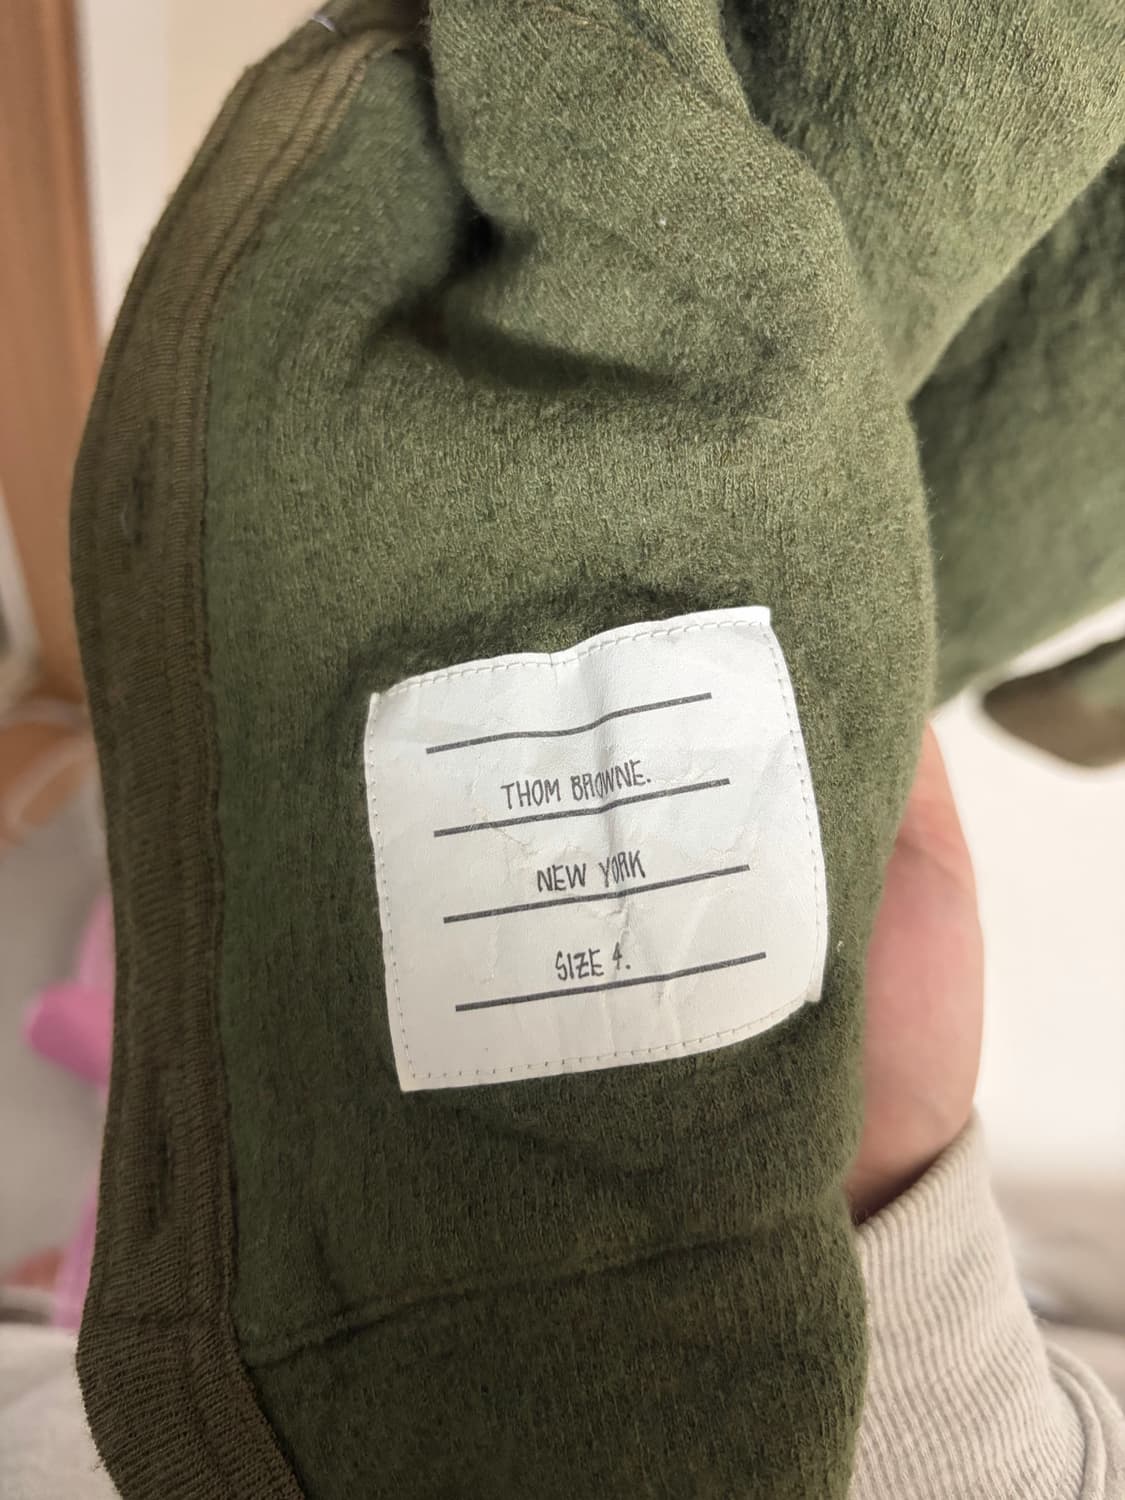 THOM BROWNE.
NEW YORK
SIZE 4.